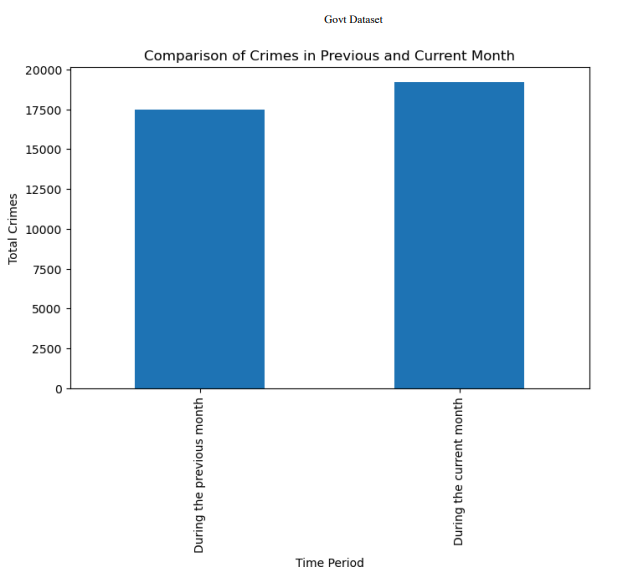 Govt Dataset
Comparison of Crimes in Previous and Current Month
20000
17500
15000
12500
10000
7500
5000
2500
0
Total Crimes
During the previous month
During the current month
Time Period